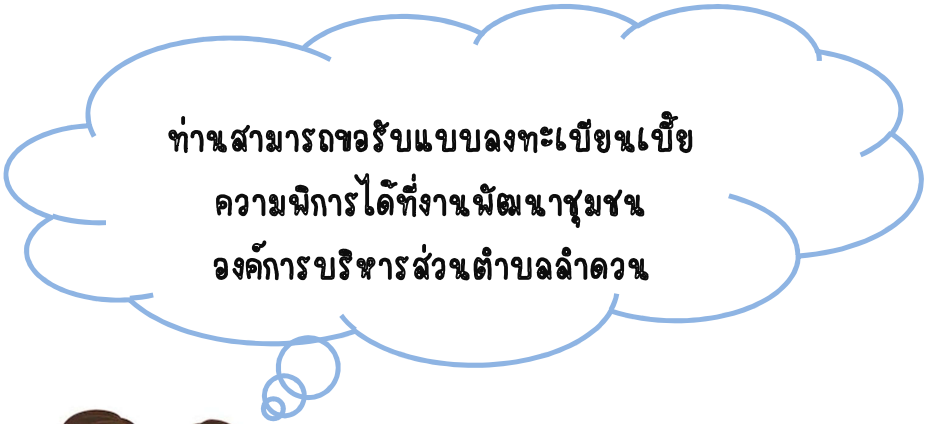 ท่านสามารถขอรับแบบลงทะเบียนเบี้ย
ความพิการได้ที่งานพัฒนาชุมชน
องค์การบริหารส่วนตำบลลำดวน